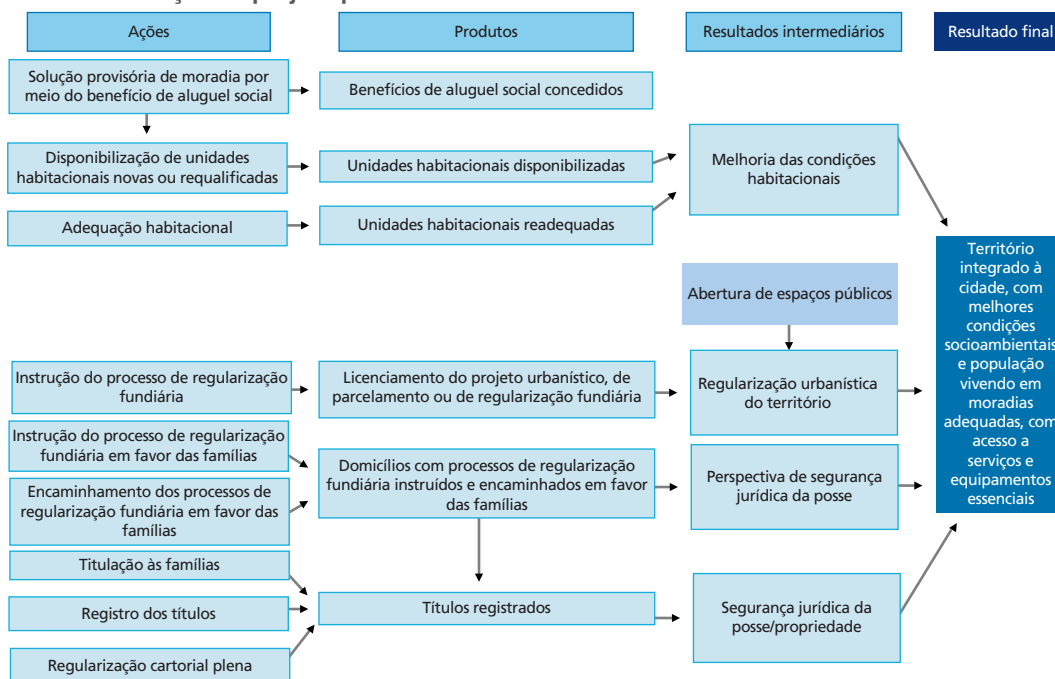 Ações
Produtos
Resultados intermediários
Resultado final
Solução provisória de moradia por
meio do benefício de aluguel social
Benefícios de aluguel social concedidos
Disponibilização de unidades
habitacionais novas ou requalificadas
Unidades habitacionais disponibilizadas
Melhoria das condições
habitacionais
Adequação habitacional
Unidades habitacionais readequadas
Abertura de espaços públicos
Instrução do processo de regularização
fundiária
Licenciamento do projeto urbanístico, de
parcelamento ou de regularização fundiária
Regularização urbanística
do território
Instrução do processo de regularização
fundiária em favor das famílias
Encaminhamento dos processos de
regularização fundiária em favor das
famílias
Domicílios com processos de regularização
fundiária instruídos e encaminhados em favor
das famílias
Perspectiva de segurança
jurídica da posse
Titulação às famílias
Registro dos títulos
Regularização cartorial plena
Títulos registrados
Segurança jurídica da
posse/propriedade
Território
integrado à
cidade, com
melhores
condições
socioambientais
e população
vivendo em
moradias
adequadas, com
acesso a
serviços e
equipamentos
essenciais